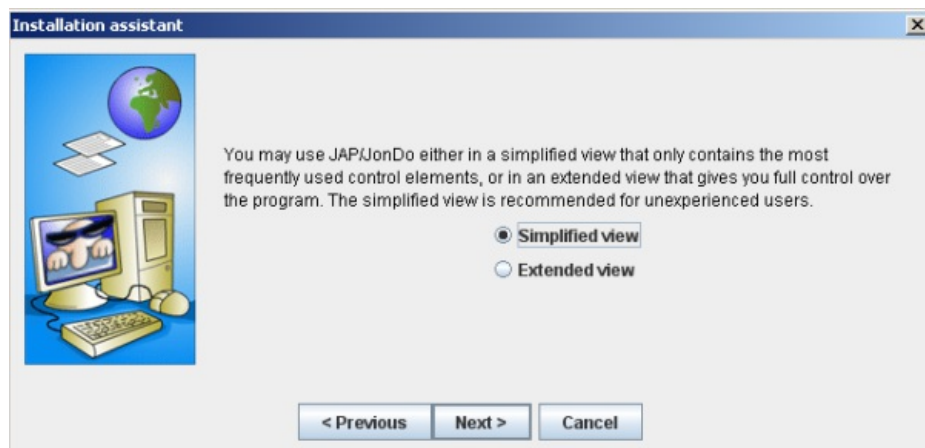 Installation assistant
You may use JAP/JonDo either in a simplified view that only contains the most
frequently used control elements, or in an extended view that gives you full control over
the program. The simplified view is recommended for unexperienced users.
Simplified view
Extended view
< Previous Next > Cancel